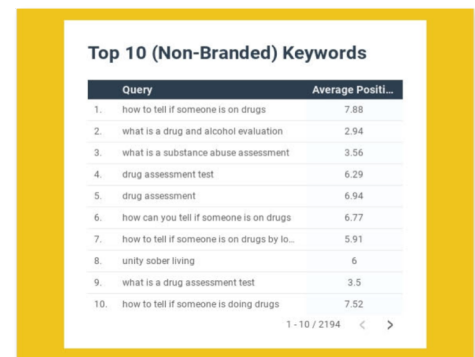 Top 10 (Non-Branded) Keywords
Query Average Positi...
1. how to tell if someone is on drugs 7.88
2. what is a drug and alcohol evaluation 2.94
3. what is a substance abuse assessment 3.56
4. drug assessment test 6.29
5. drug assessment 6.94
6. how can you tell if someone is on drugs 6.77
7. how to tell if someone is on drugs by lo... 5.91
8. unity sober living 6
9. what is a drug assessment test 3.5
10. how to tell if someone is doing drugs 7.52
1 - 10 / 2194 < >